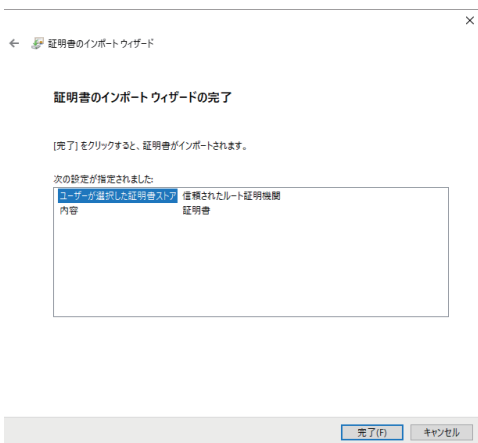 証明書のインポート ウィザード
証明書のインポート ウィザードの完了
[完了] をクリックすると、証明書がインポートされます。
次の設定が指定されました:
ユーザーが選択した証明書ストア 信頼されたルート証明機関
内容 証明書
完了(F) キャンセル